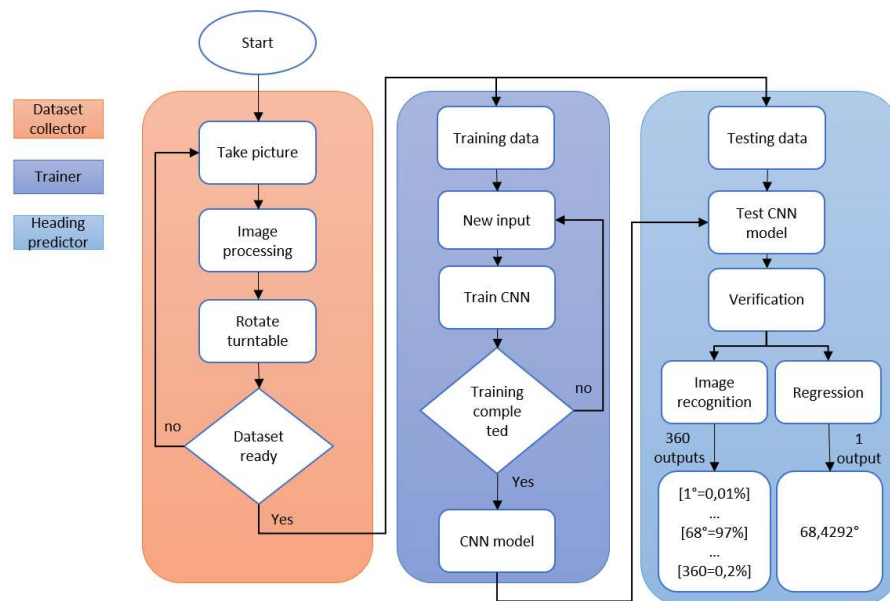 Start
Dataset
collector
Trainer
Heading
predictor
Take picture
Image
processing
Rotate
turntable
no
Dataset
ready
Yes
Training data
New input
Train CNN
no
Training
comple
ted
Yes
CNN model
Testing data
Test CNN
model
Verification
Image
recognition
Regression
360
outputs
1
output
[1°=0,01%]
...
[68°=97%]
...
[360=0,2%]
68,4292°